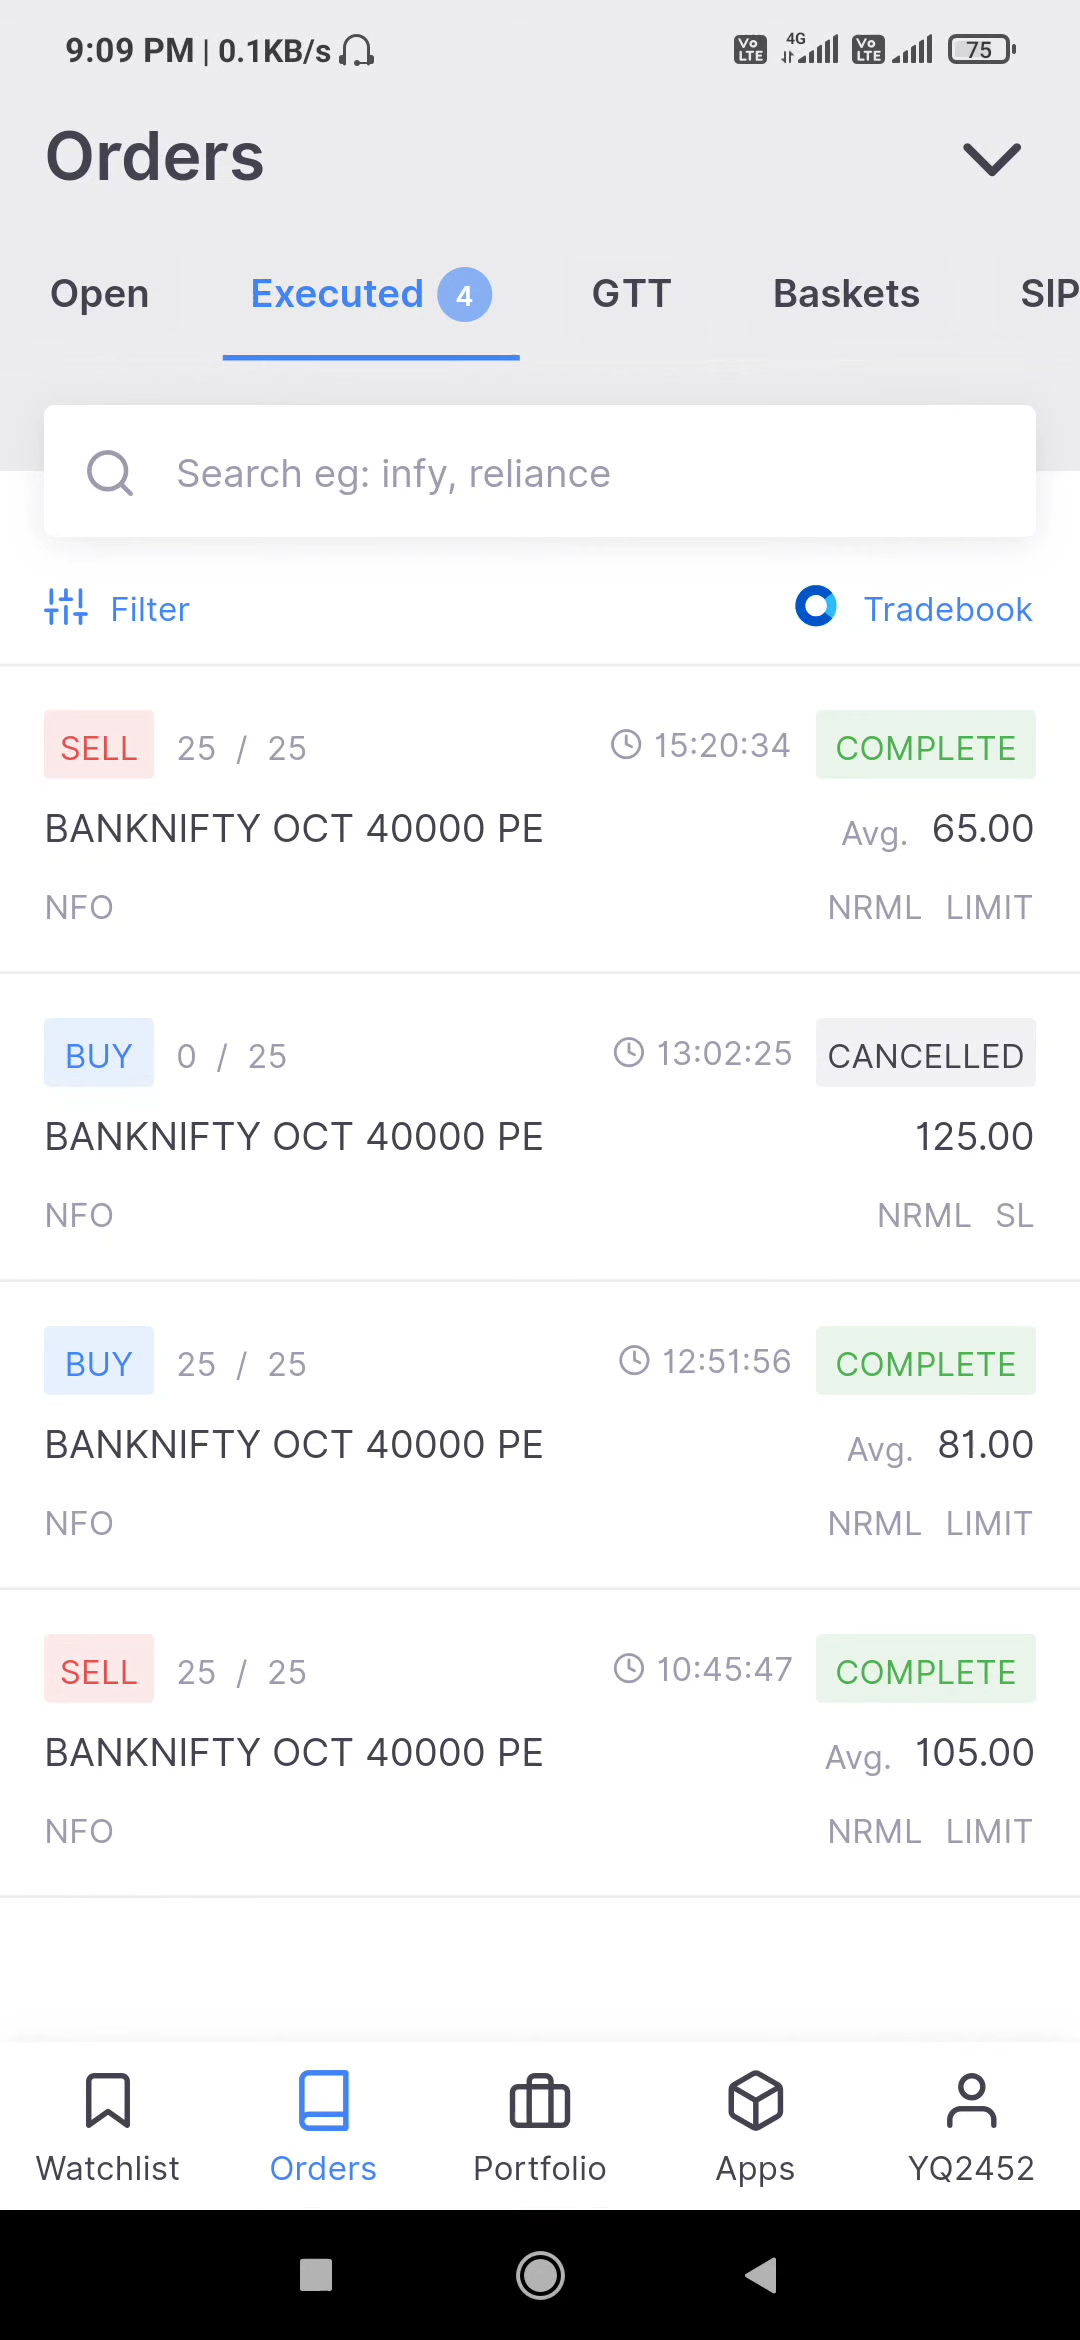 9:09 PM | 0.1KB/s Vo LTE 4G Vo LTE 75
Orders
Open Executed 4 GTT Baskets SIP
Search eg: infy, reliance
Filter Tradebook
SELL 25 / 25 15:20:34 COMPLETE
BANKNIFTY OCT 40000 PE Avg. 65.00
NFO NRML LIMIT
BUY 0 / 25 13:02:25 CANCELLED
BANKNIFTY OCT 40000 PE 125.00
NFO NRML SL
BUY 25 / 25 12:51:56 COMPLETE
BANKNIFTY OCT 40000 PE Avg. 81.00
NFO NRML LIMIT
SELL 25 / 25 10:45:47 COMPLETE
BANKNIFTY OCT 40000 PE Avg. 105.00
NFO NRML LIMIT
Watchlist Orders Portfolio Apps YQ2452